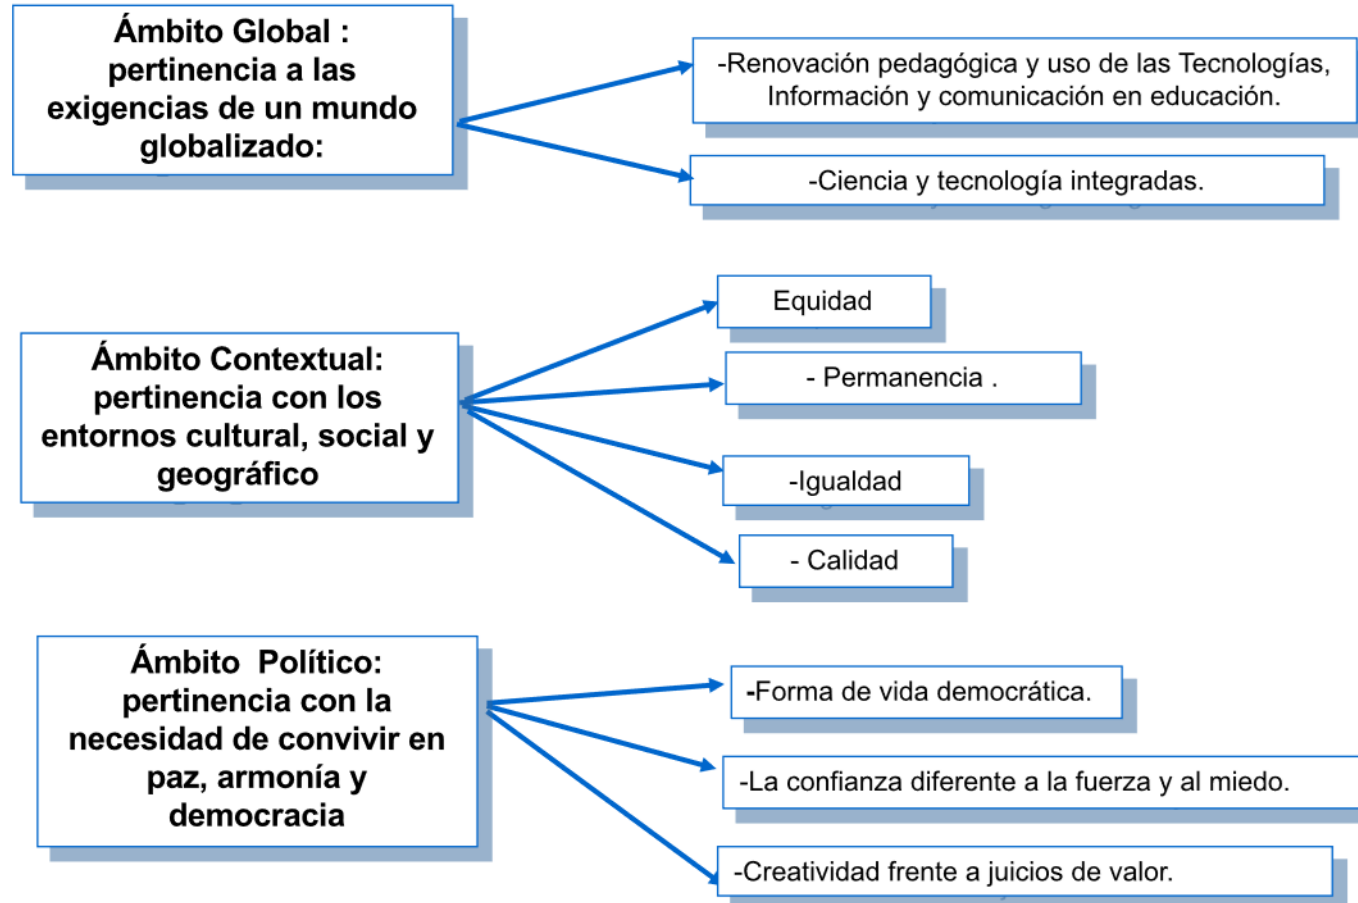 Ámbito Global :
pertinencia a las
exigencias de un mundo
globalizado:
-Renovación pedagógica y uso de las Tecnologías,
Información y comunicación en educación.
-Ciencia y tecnología integradas.
Ámbito Contextual:
pertinencia con los
entornos cultural, social y
geográfico
Equidad
- Permanencia .
-Igualdad
- Calidad
Ámbito  Político:
pertinencia con la
necesidad de convivir en
paz, armonía y
democracia
-Forma de vida democrática.
-La confianza diferente a la fuerza y al miedo.
-Creatividad frente a juicios de valor.